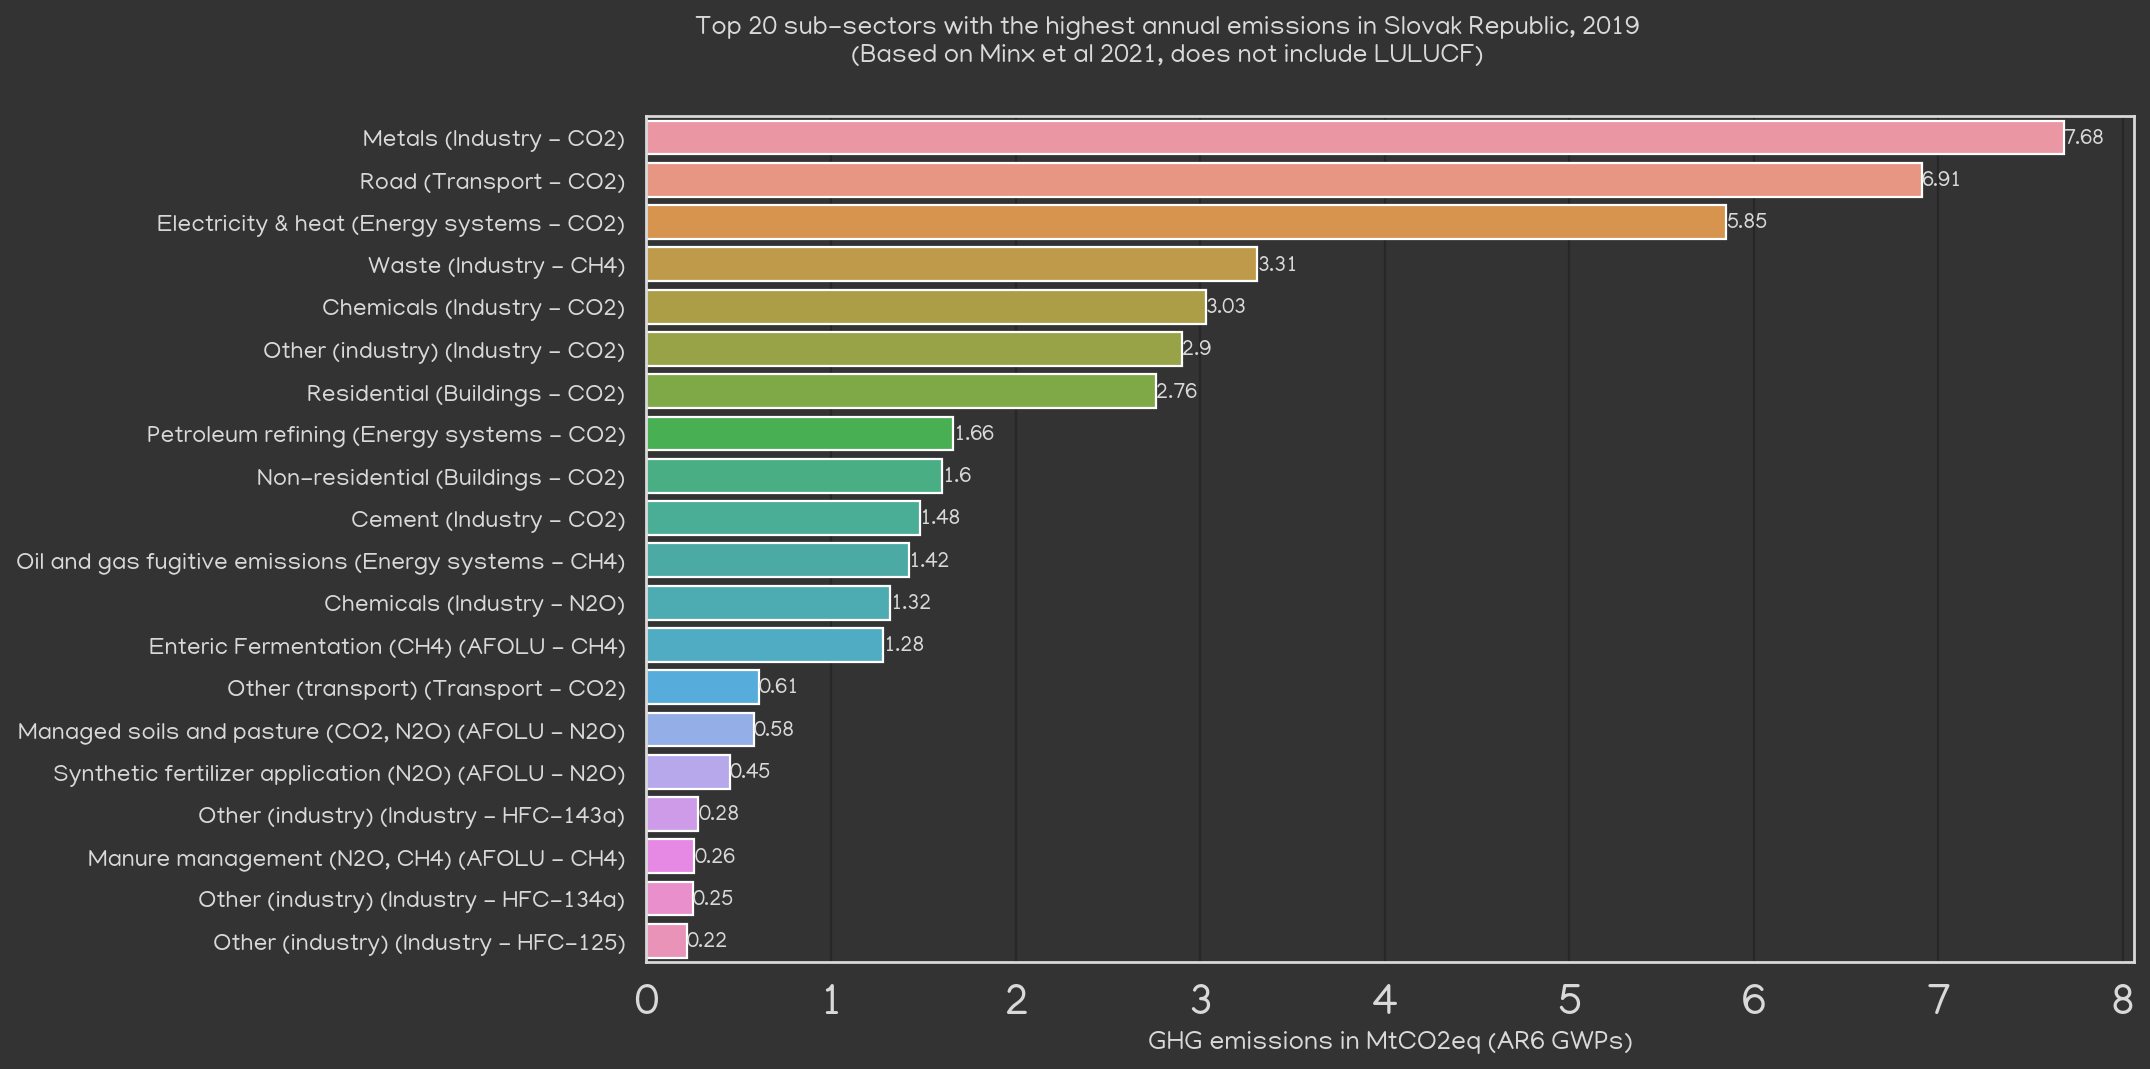 Top 20 sub-sectors with the highest annual emissions in Slovak Republic, 2019
(Based on Minx et al 2021, does not include LULUCF)
Metals (Industry - CO2) 7.68
Road (Transport - CO2) 6.91
Electricity & heat (Energy systems - CO2) 5.85
Waste (Industry - CH4) 3.31
Chemicals (Industry - CO2) 3.03
Other (industry) (Industry - CO2) 2.9
Residential (Buildings - CO2) 2.76
Petroleum refining (Energy systems - CO2) 1.66
Non-residential (Buildings - CO2) 1.6
Cement (Industry - CO2) 1.48
Oil and gas fugitive emissions (Energy systems - CH4) 1.42
Chemicals (Industry - N2O) 1.32
Enteric Fermentation (CH4) (AFOLU - CH4) 1.28
Other (transport) (Transport - CO2) 0.61
Managed soils and pasture (CO2, N2O) (AFOLU - N2O) 0.58
Synthetic fertilizer application (N2O) (AFOLU - N2O) 0.45
Other (industry) (Industry - HFC-143a) 0.28
Manure management (N2O, CH4) (AFOLU - CH4) 0.26
Other (industry) (Industry - HFC-134a) 0.25
Other (industry) (Industry - HFC-125) 0.22
0 1 2 3 4 5 6 7 8
GHG emissions in MtCO2eq (AR6 GWPs)